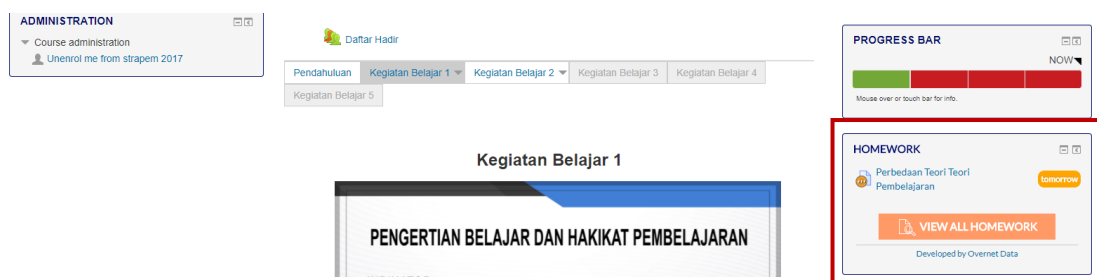 ADMINISTRATION
Course administration
Unenrol me from strapem 2017
Daftar Hadir
Pendahuluan
Kegiatan Belajar 1
Kegiatan Belajar 2
Kegiatan Belajar 3
Kegiatan Belajar 4
Kegiatan Belajar 5
Kegiatan Belajar 1
PENGERTIAN BELAJAR DAN HAKIKAT PEMBELAJARAN
PROGRESS BAR
NOW
Mouse over or touch bar for info.
HOMEWORK
Perbedaan Teori Teori
Pembelajaran
tomorrow
VIEW ALL HOMEWORK
Developed by Overnet Data